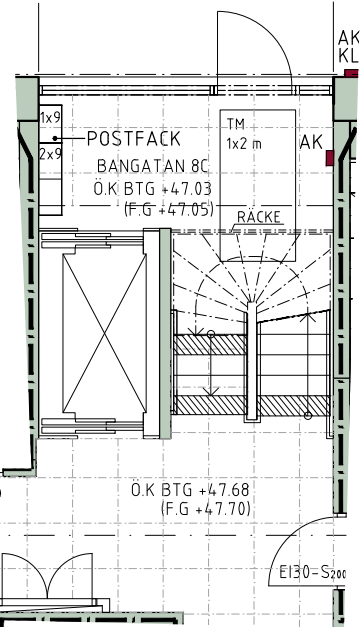 AK
KL
1x9
TM
POSTFACK
1x2 m
AK
2x9
BANGATAN 8C
Ö.K BTG +47.03
(F.G +47.05)
RÄCKE
Ö.K BTG +47.68
(F.G +47.70)
EI30-S200